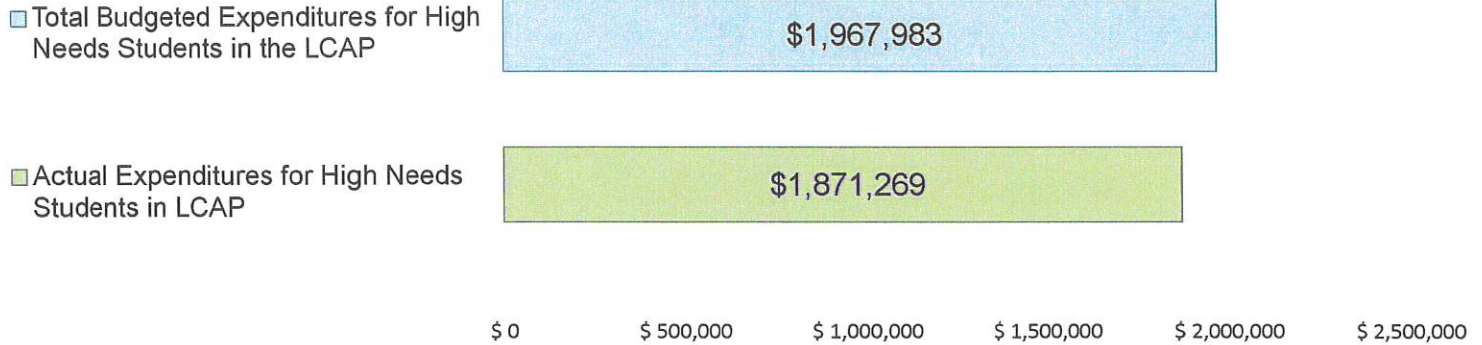 Total Budgeted Expenditures for High
Needs Students in the LCAP
$1,967,983
Actual Expenditures for High Needs
Students in LCAP
$1,871,269
$ 0 $ 500,000 $ 1,000,000 $ 1,500,000 $ 2,000,000 $ 2,500,000